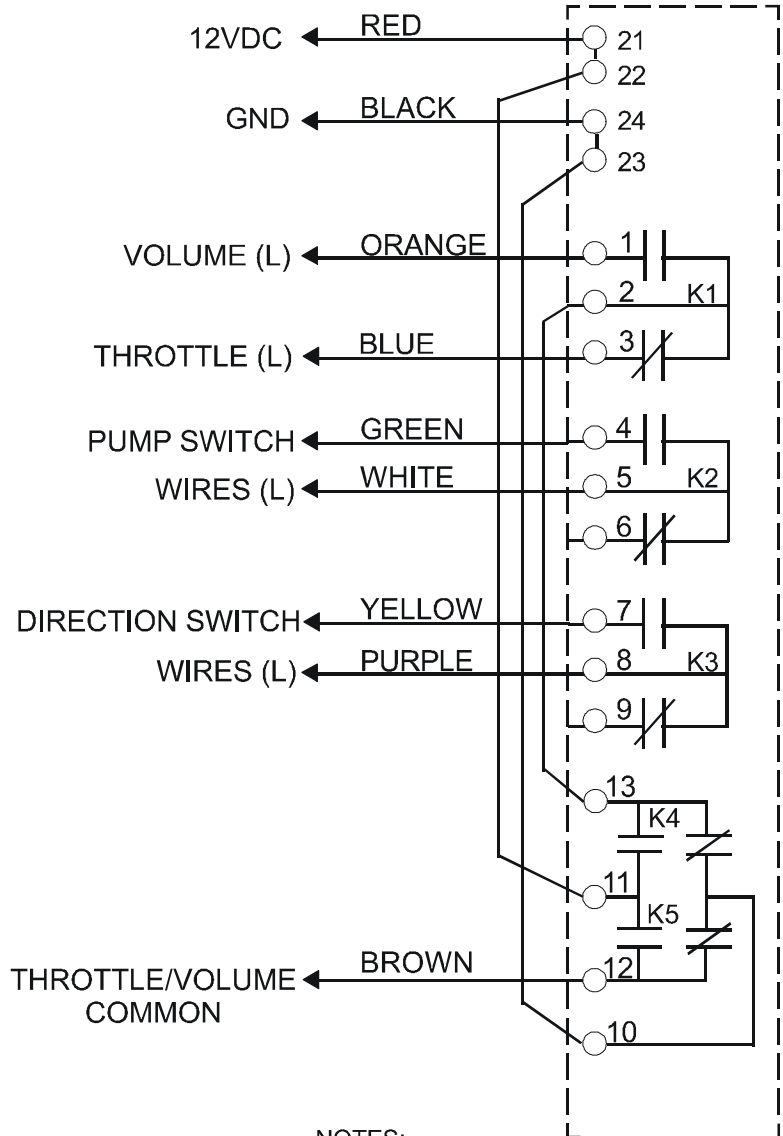 12VDC RED 21
22
GND BLACK 24
23
VOLUME (L) ORANGE 1
2 K1
THROTTLE (L) BLUE 3
PUMP SWITCH GREEN 4
WIRES (L) WHITE 5 K2
6
DIRECTION SWITCH YELLOW 7
WIRES (L) PURPLE 8 K3
9
13
K4
11
K5
THROTTLE/VOLUME BROWN 12
COMMON
10
NOTES: